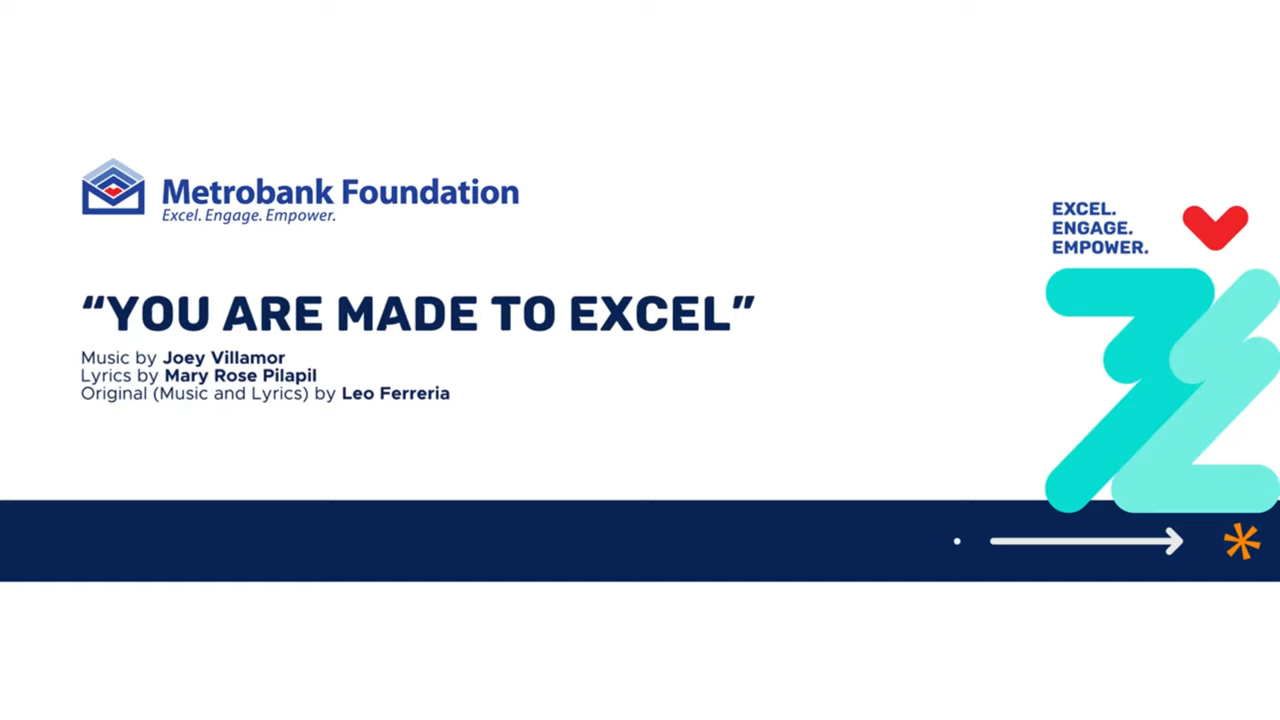 Metrobank Foundation
Excel. Engage. Empower.
EXCEL.
ENGAGE.
EMPOWER.
“YOU ARE MADE TO EXCEL”
Music by Joey Villamor
Lyrics by Mary Rose Pilapil
Original (Music and Lyrics) by Leo Ferreria